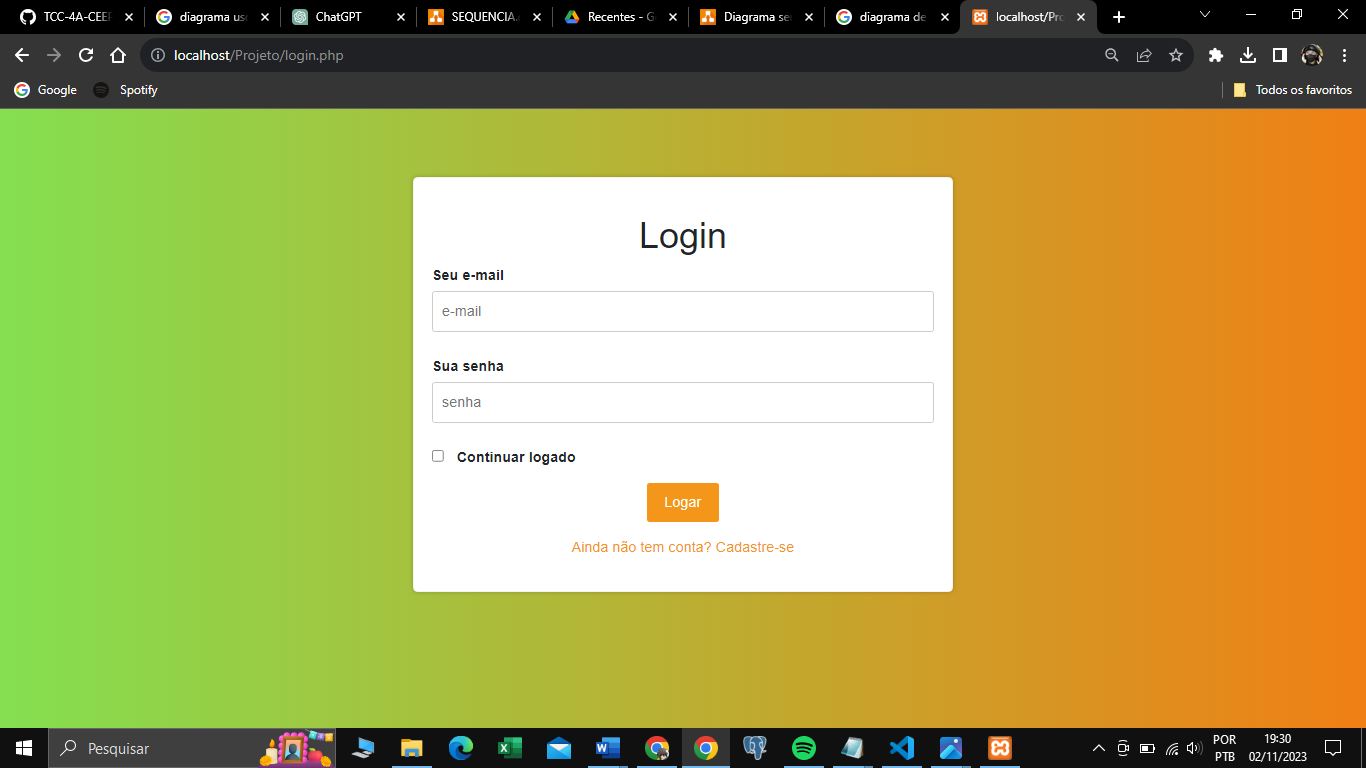 TCC-4A-CEEP
diagrama uso
ChatGPT
SEQUENCIA.
Recentes - G
Diagrama se
diagrama de
localhost/Pro
localhost/Projeto/login.php
Google
Spotify
Todos os favoritos
Login
Seu e-mail
e-mail
Sua senha
senha
Continuar logado
Logar
Ainda não tem conta? Cadastre-se
Pesquisar
POR
PTB
19:30
02/11/2023